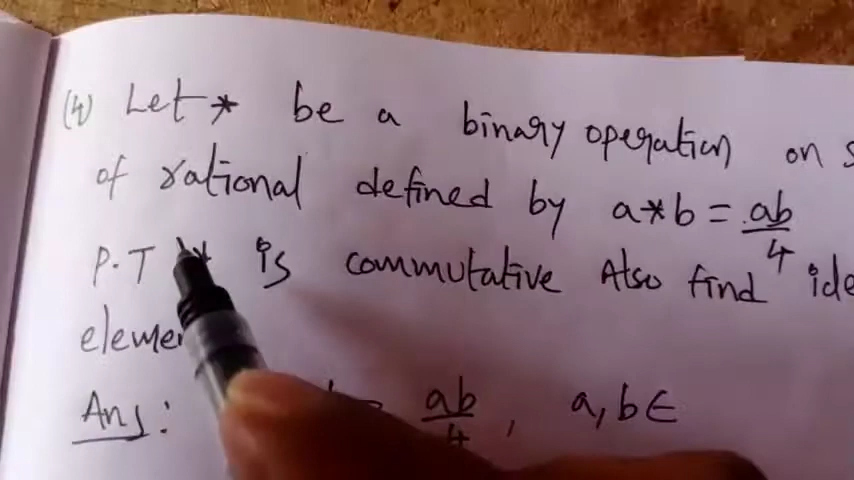 (4) Let * be a binary operation on
of rational defined by a*b = ab/4
P.T * is commutative Also find
Ans: ab/4 , a,b∈